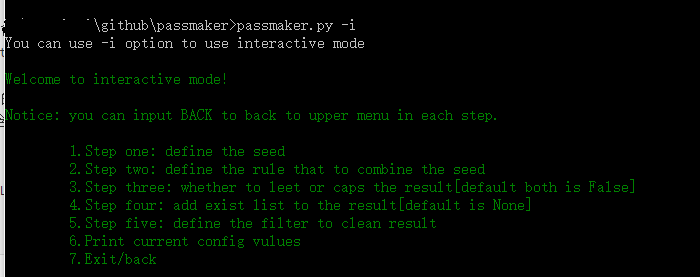 \github\passmaker>passmaker.py -i
You can use -i option to use interactive mode
Welcome to interactive mode!
Notice: you can input BACK to back to upper menu in each step.
1.Step one: define the seed
2.Step two: define the rule that to combine the seed
3.Step three: whether to leet or caps the result[default both is False]
4.Step four: add exist list to the result[default is None]
5.Step five: define the filter to clean result
6.Print current config vulues
7.Exit/back